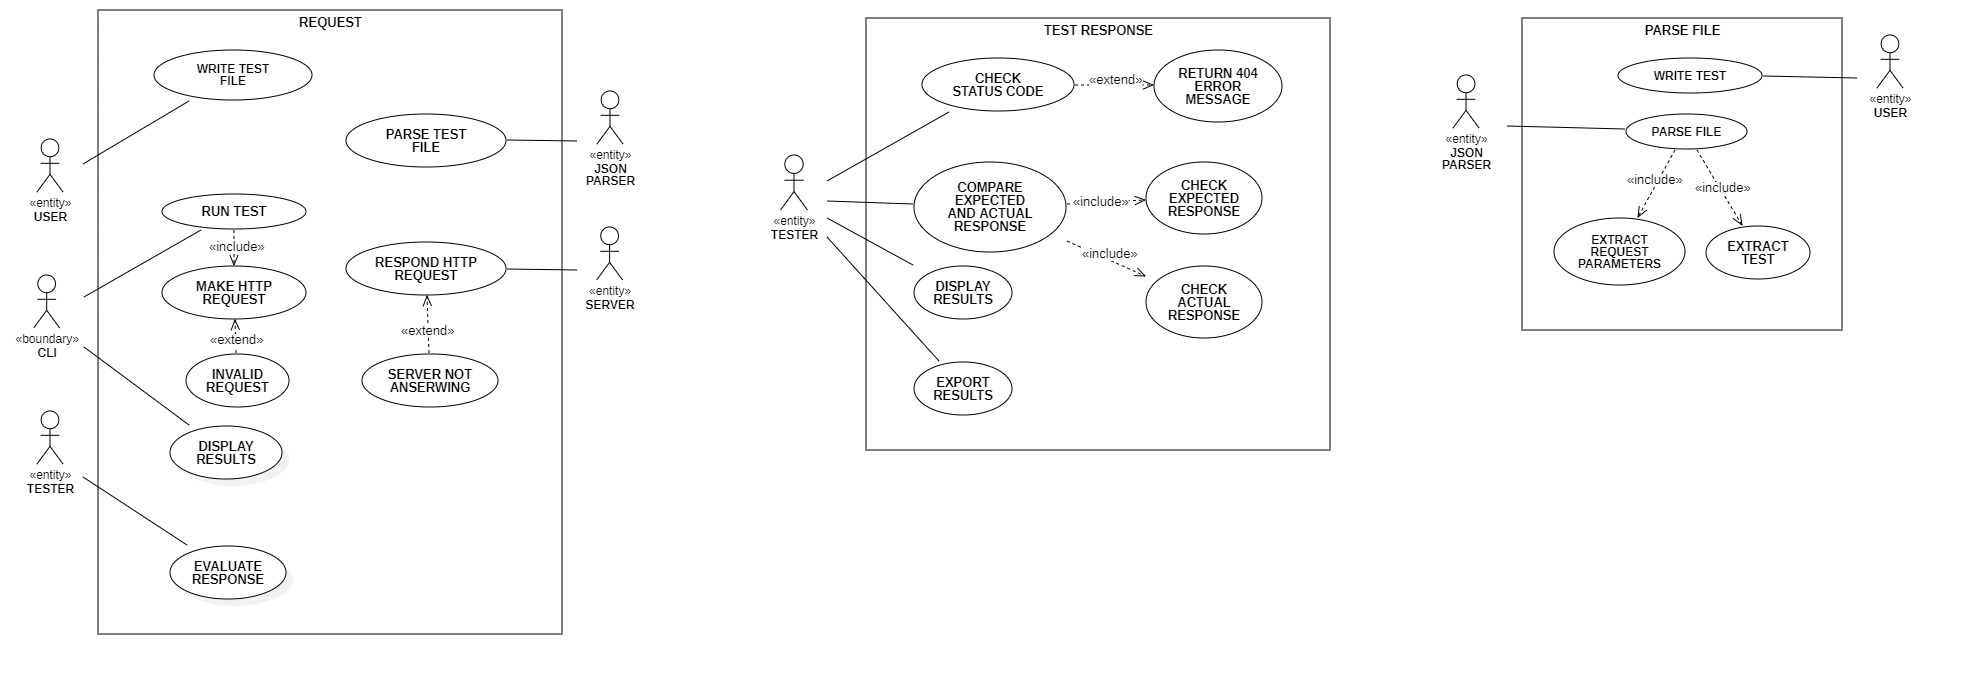 REQUEST
WRITE TEST
FILE
PARSE TEST
FILE
«entity»
JSON
PARSER
«entity»
USER
RUN TEST
«include»
MAKE HTTP
REQUEST
RESPOND HTTP
REQUEST
«entity»
SERVER
«extend»
«extend»
«boundary»
CLI
INVALID
REQUEST
SERVER NOT
ANSERWING
DISPLAY
RESULTS
«entity»
TESTER
EVALUATE
RESPONSE
TEST RESPONSE
CHECK
STATUS CODE
«extend»
RETURN 404
ERROR
MESSAGE
«entity»
TESTER
COMPARE
EXPECTED
AND ACTUAL
RESPONSE
«include»
CHECK
EXPECTED
RESPONSE
«include»
DISPLAY
RESULTS
CHECK
ACTUAL
RESPONSE
EXPORT
RESULTS
PARSE FILE
WRITE TEST
«entity»
USER
PARSE FILE
«entity»
JSON
PARSER
«include»
«include»
EXTRACT
REQUEST
PARAMETERS
EXTRACT
TEST